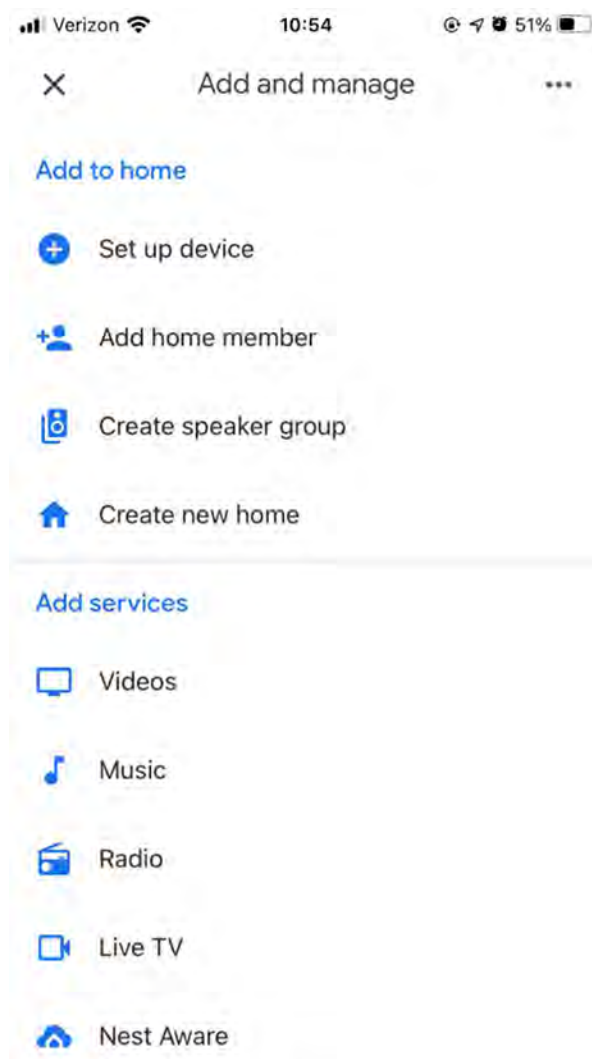 Verizon 10:54 51%
Add and manage
Add to home
Set up device
Add home member
Create speaker group
Create new home
Add services
Videos
Music
Radio
Live TV
Nest Aware